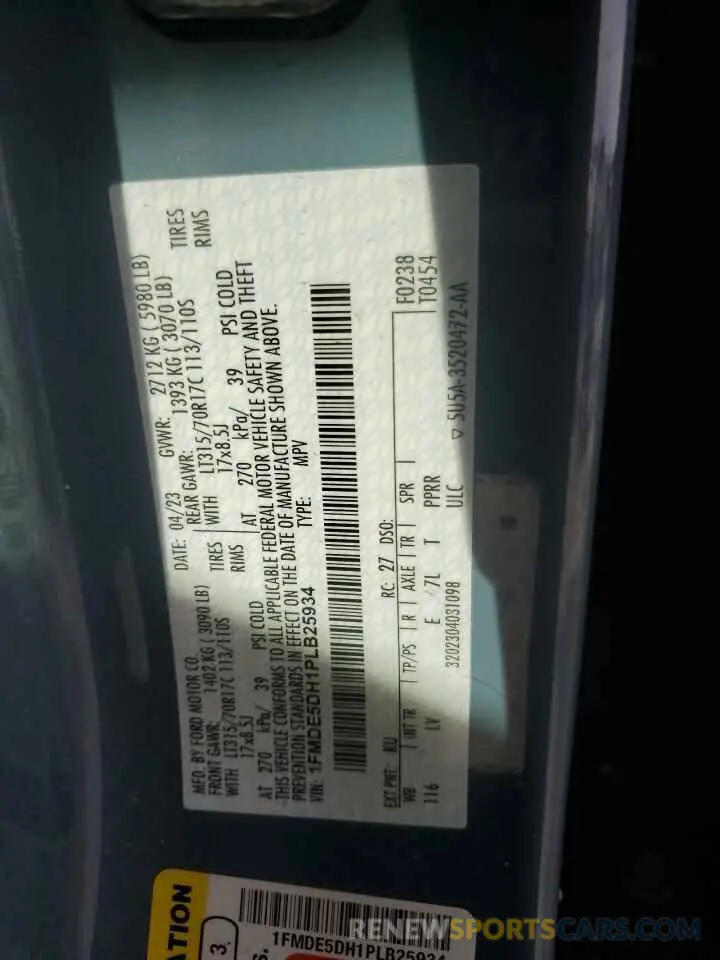 MFD. BY FORD MOTOR CO.
DATE: 04/23 GVWR: 2712 KG ( 5980 LB)
FRONT GAWR: 1402 KG ( 3090 LB) REAR GAWR: 1393 KG ( 3070 LB)
WITH LT315/70R17C 113/110S TIRES WITH LT315/70R17C 113/110S TIRES
17x8.5J RIMS 17x8.5J RIMS
AT 270 kPa/ 39 PSI COLD AT 270 kPa/ 39 PSI COLD
THIS VEHICLE CONFORMS TO ALL APPLICABLE FEDERAL MOTOR VEHICLE SAFETY AND THEFT
PREVENTION STANDARDS IN EFFECT ON THE DATE OF MANUFACTURE SHOWN ABOVE.
VIN: 1FMDE5DH1PLB25934 TYPE: MPV
EXT PNT: KU RC: 27 DSO: F0238
WB INT TR TP/PS R AXLE TR SPR T0454
116 LV E 7L T PPRR
3202304031098 ULC 5U5A-3520472-AA
ATION
3
1FMDE5DH1PLB25934
RENEWSPORTSCARS.COM